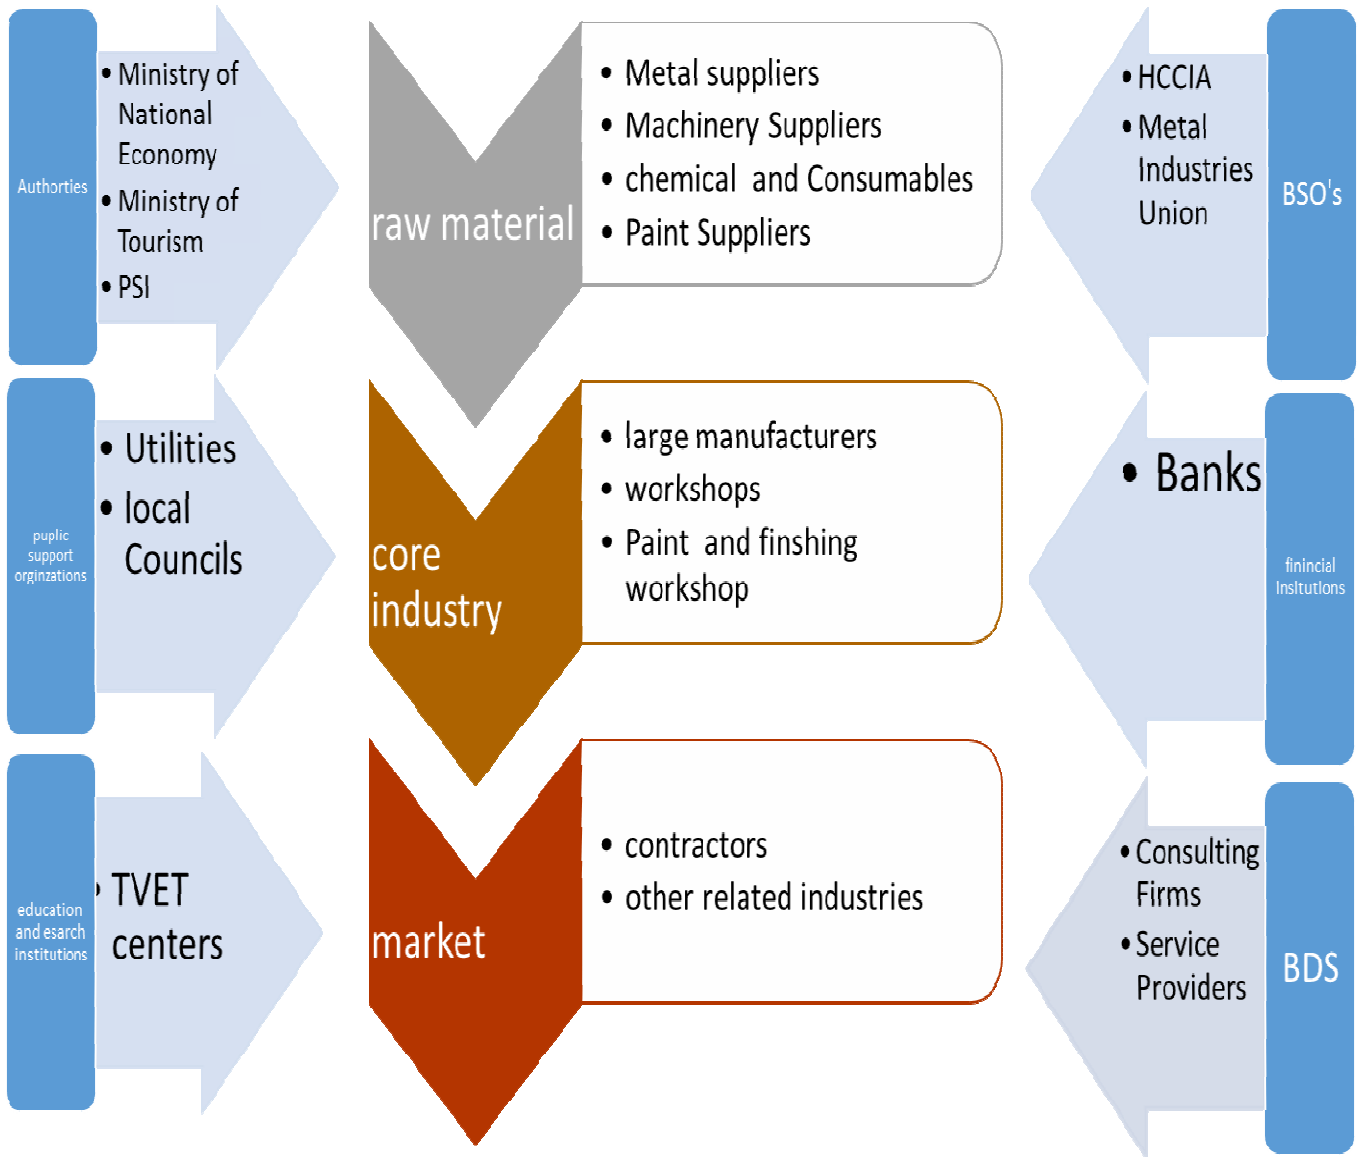 Authorties
• Ministry of
National
Economy
• Ministry of
Tourism
• PSI
puplic
support
orginzations
• Utilities
• local
Councils
education
and esearch
institutions
• TVET
centers
raw material
• Metal suppliers
• Machinery Suppliers
• chemical and Consumables
• Paint Suppliers
core
industry
• large manufacturers
• workshops
• Paint and finshing
workshop
market
• contractors
• other related industries
• HCCIA
• Metal
Industries
Union
BSO's
• Banks
finincial
insitutions
• Consulting
Firms
• Service
Providers
BDS